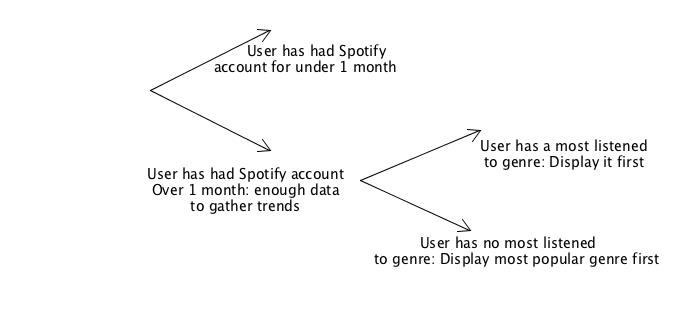 User has had Spotify
account for under 1 month
User has had Spotify account
Over 1 month: enough data
to gather trends
User has a most listened
to genre: Display it first
User has no most listened
to genre: Display most popular genre first